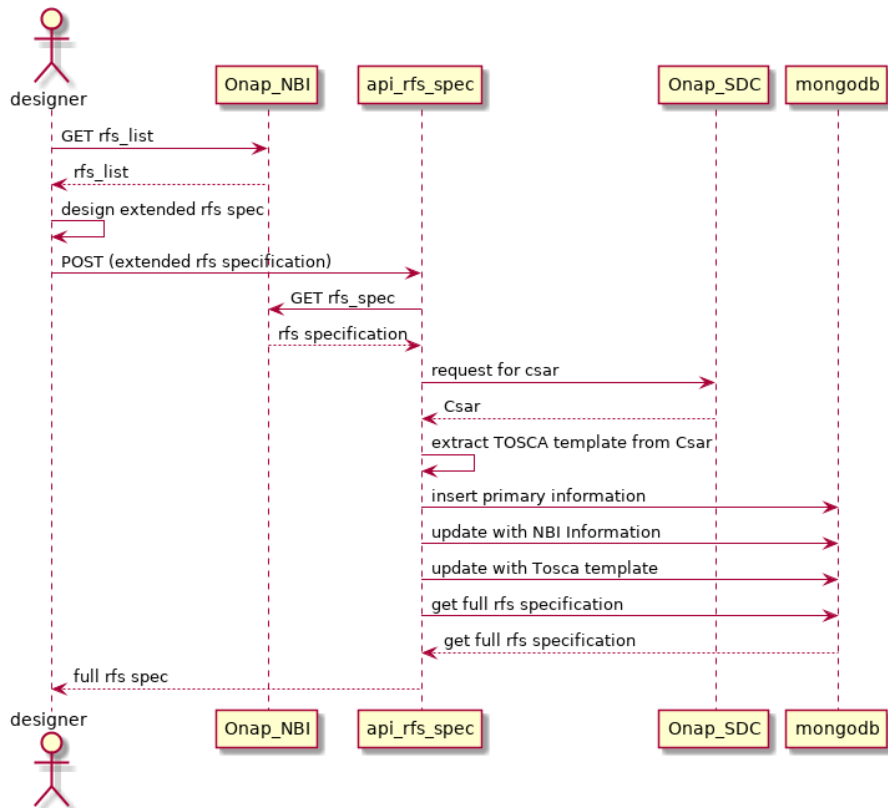 designer
Onap_NBI
api_rfs_spec
Onap_SDC
mongodb
GET rfs_list
rfs_list
design extended rfs spec
POST (extended rfs specification)
GET rfs_spec
rfs specification
request for csar
Csar
extract TOSCA template from Csar
insert primary information
update with NBI Information
update with Tosca template
get full rfs specification
get full rfs specification
full rfs spec
designer
Onap_NBI
api_rfs_spec
Onap_SDC
mongodb